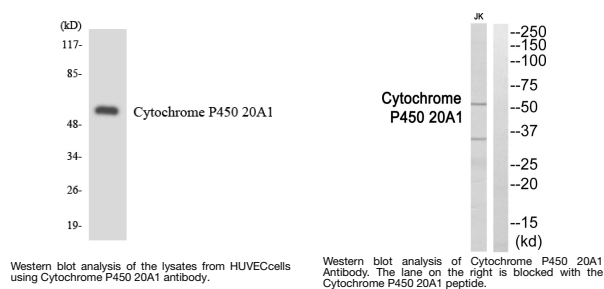 (kD)
117-
85-
Cytochrome P450 20A1
48-
34-
26-
19-
Western blot analysis of the lysates from HUVECcells
using Cytochrome P450 20A1 antibody.
JK
--250
--150
--100
--75
Cytochrome
P450 20A1
--50
--37
--25
--20
--15
(kd)
Western blot analysis of Cytochrome P450 20A1
Antibody. The lane on the right is blocked with the
Cytochrome P450 20A1 peptide.